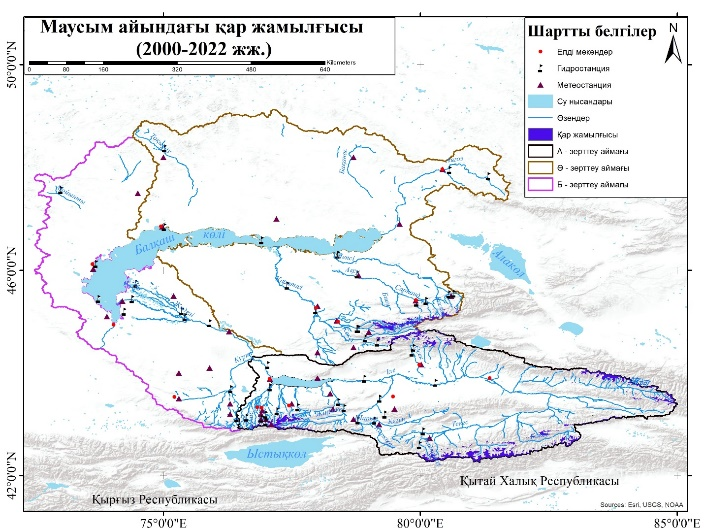 Маусым айындағы қар жамылғысы
(2000-2022 жж.)
0 80 160 320 480 640 Kilometers
Шартты белгілер
N
Елді мекендер
Гидростанция
Метеостанция
Су нысандары
Өзендер
Қар жамылғысы
А - зерттеу аймағы
Ө - зерттеу аймағы
Б - зерттеу аймағы
50°0'0"N
46°0'0"N
42°0'0"N
Балқаш көлі
Алакөл
Ыстықкөл
Қырғыз Республикасы
Қытай Халық Республикасы
Sources: Esri, USGS, NOAA
75°0'0"E
80°0'0"E
85°0'0"E